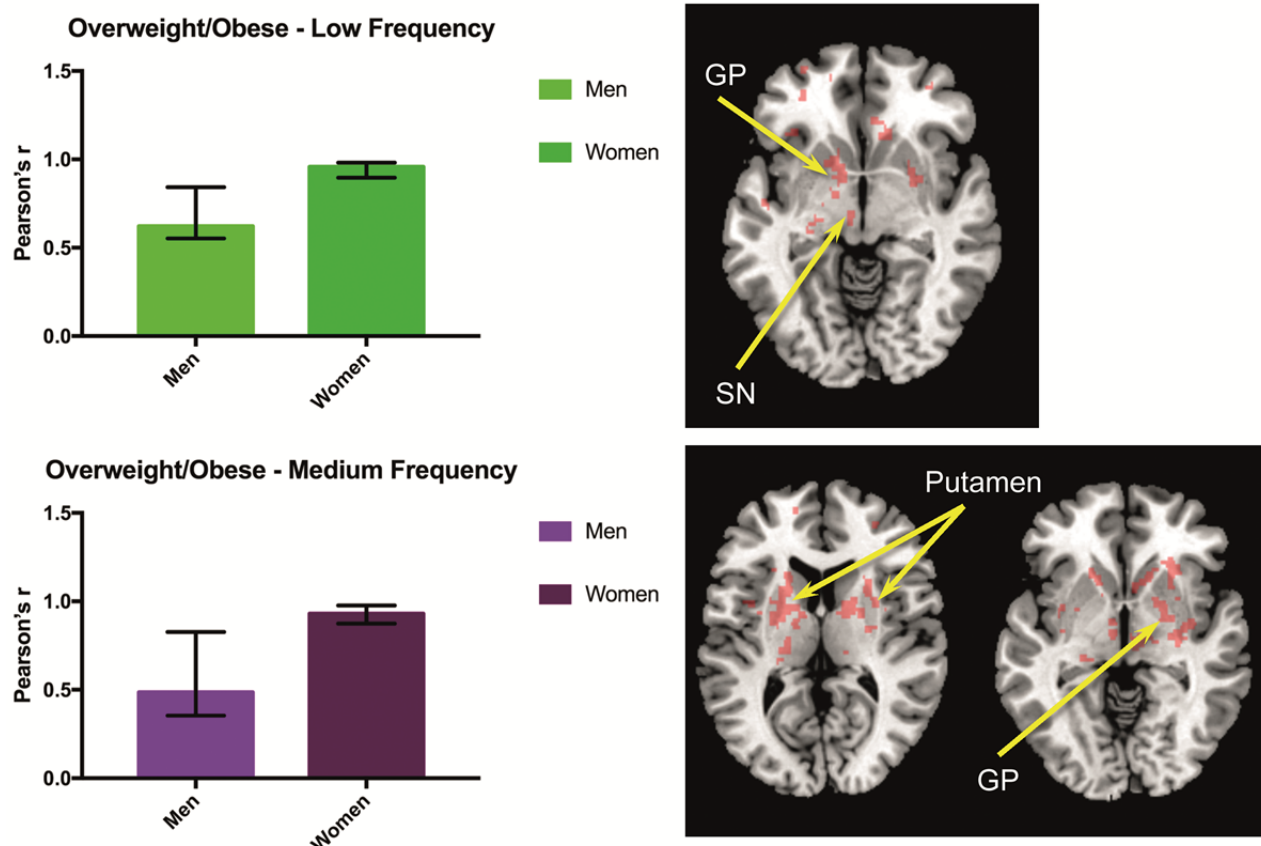 Overweight/Obese - Low Frequency
Pearson's r
1.5
1.0
0.5
0.0
Men
Women
Men
Women
GP
SN
Overweight/Obese - Medium Frequency
Pearson's r
1.5
1.0
0.5
0.0
Men
Women
Men
Women
Putamen
GP